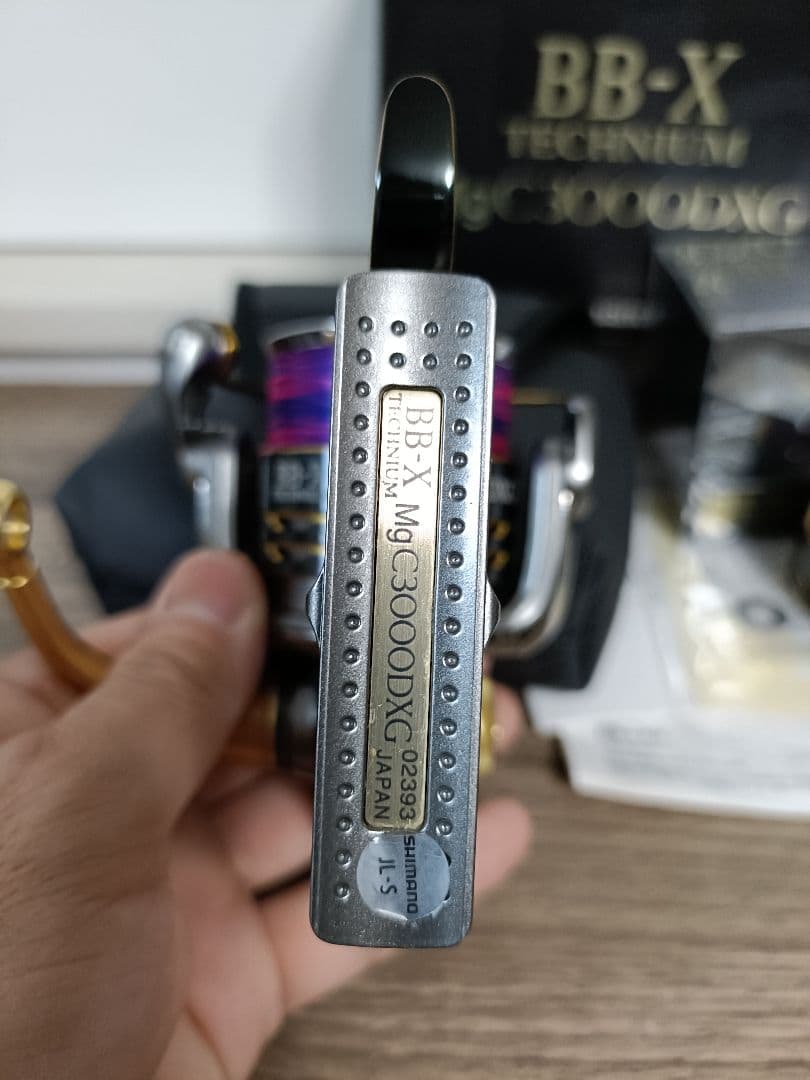 BB-X
TECHNIUM
MgC3000DXG
BB-X
TECHNIUM
MgC3000DXG
02393
JAPAN
SHIMANO
JL-S